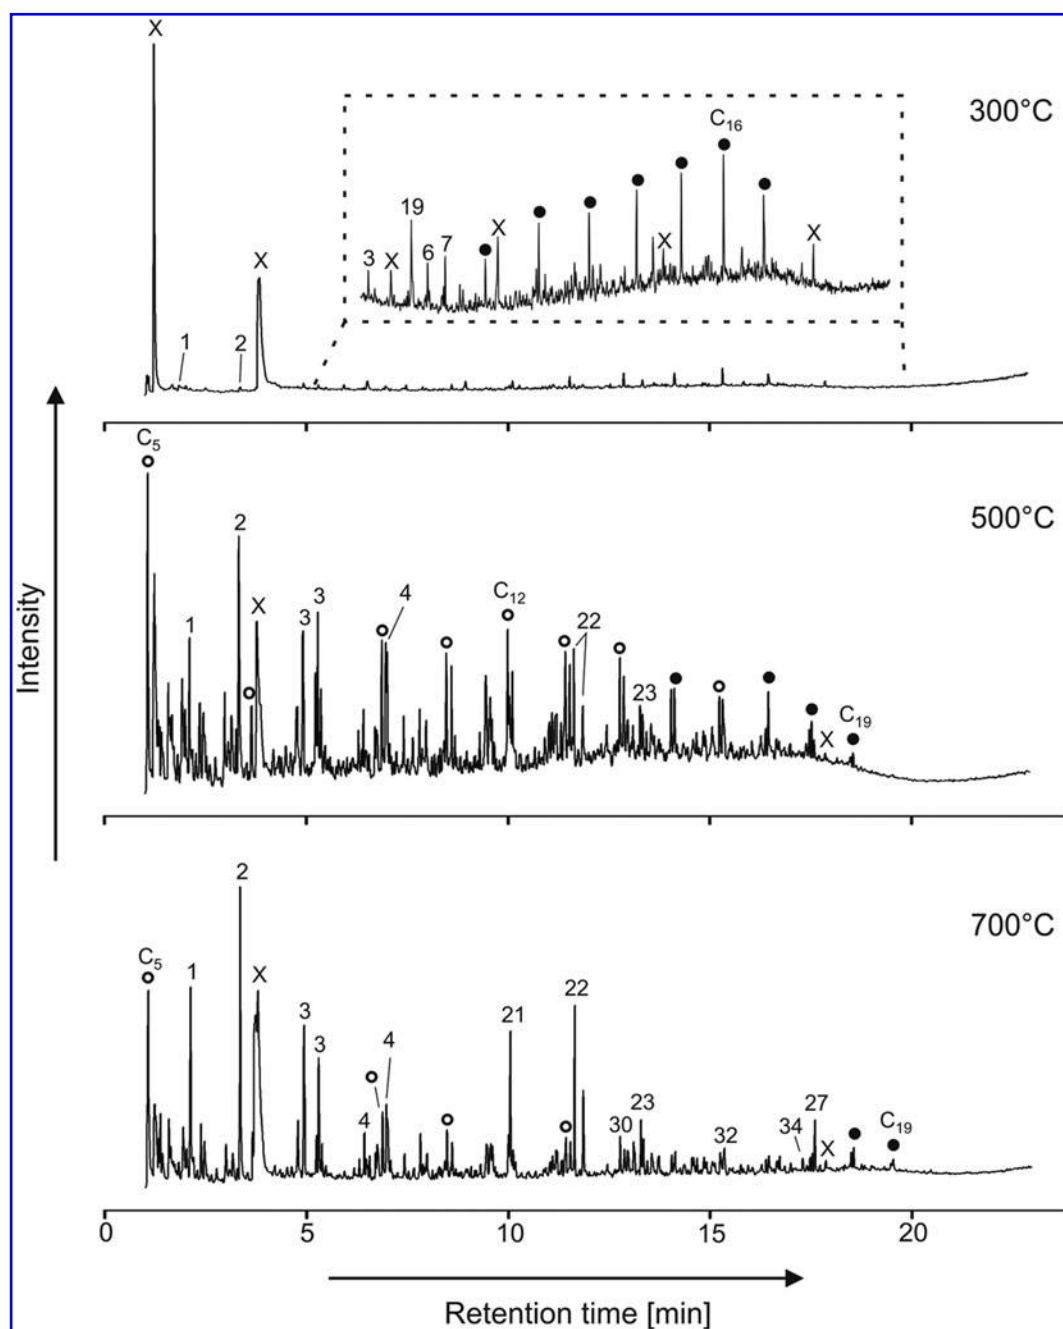 X
300°C
C16
19
X
3 X 6 7
X
X
X
1
2
C5
500°C
2
X
1
3
3
4
C12
22
23
X
C19
Intensity
2
700°C
C5
1
X
3
3
4
4
21
22
30
23
32
34
27
X
C19
0 5 10 15 20
Retention time [min]